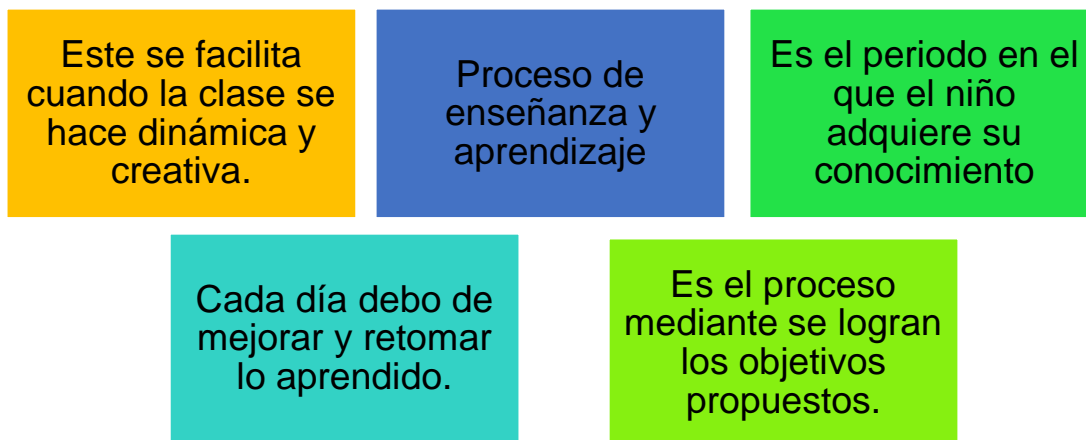 Este se facilita
cuando la clase se
hace dinámica y
creativa.
Proceso de
enseñanza y
aprendizaje
Es el periodo en el
que el niño
adquiere su
conocimiento
Cada día debo de
mejorar y retomar
lo aprendido.
Es el proceso
mediante se logran
los objetivos
propuestos.